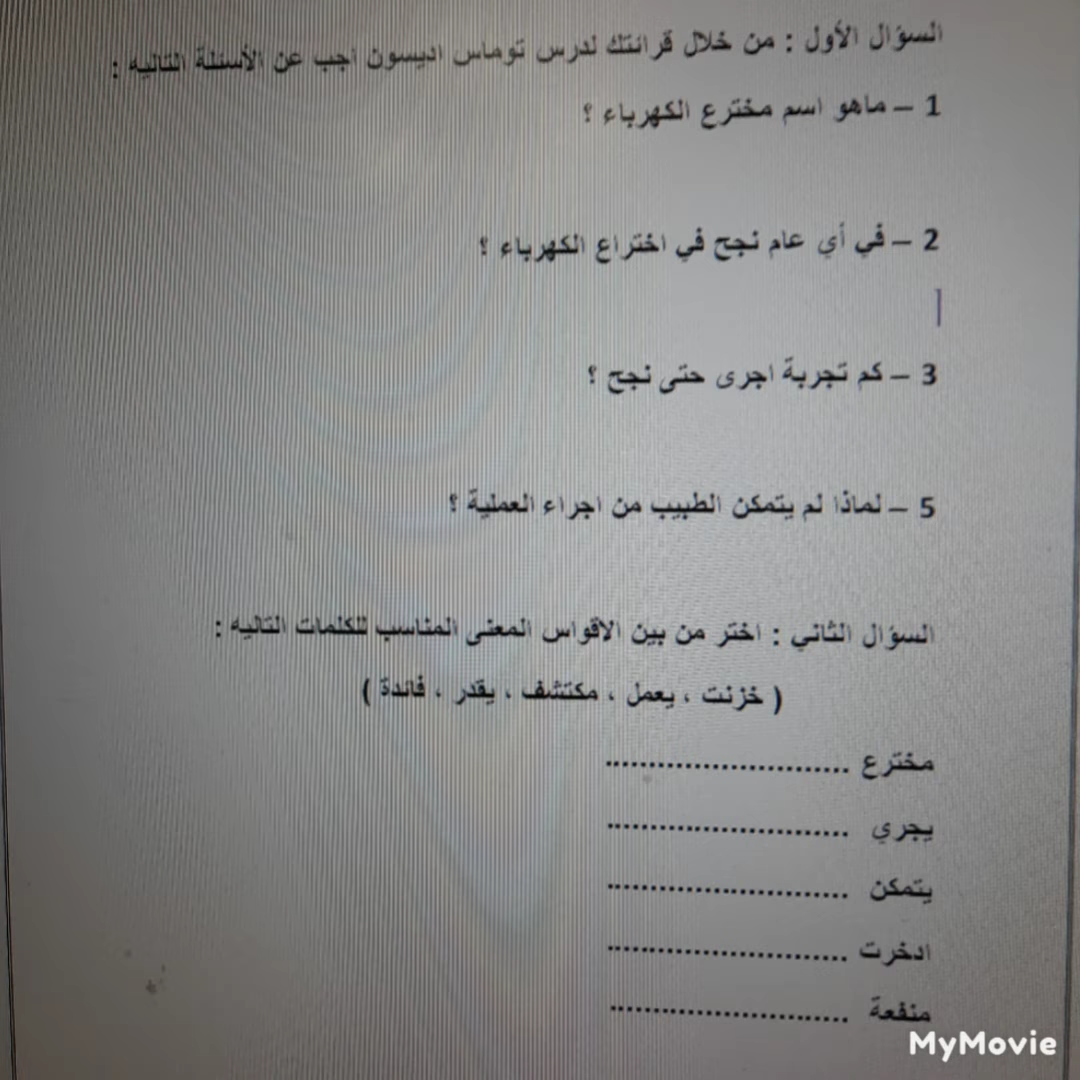 السؤال الأول : من خلال قرائتك لدرس توماس اديسون اجب عن الأسئلة التاليه :
1 – ماهو اسم مخترع الكهرباء ؟
2 – في أي عام نجح في اختراع الكهرباء ؟
3 – كم تجربة اجرى حتى نجح ؟
5 – لماذا لم يتمكن الطبيب من اجراء العملية ؟
السؤال الثاني : اختر من بين الاقواس المعنى المناسب للكلمات التاليه :
( خزنت ، يعمل ، مكتشف ، يقدر ، فائدة )
مخترع ............................
يجري ............................
يتمكن ............................
ادخرت ............................
منفعة ............................
MyMovie